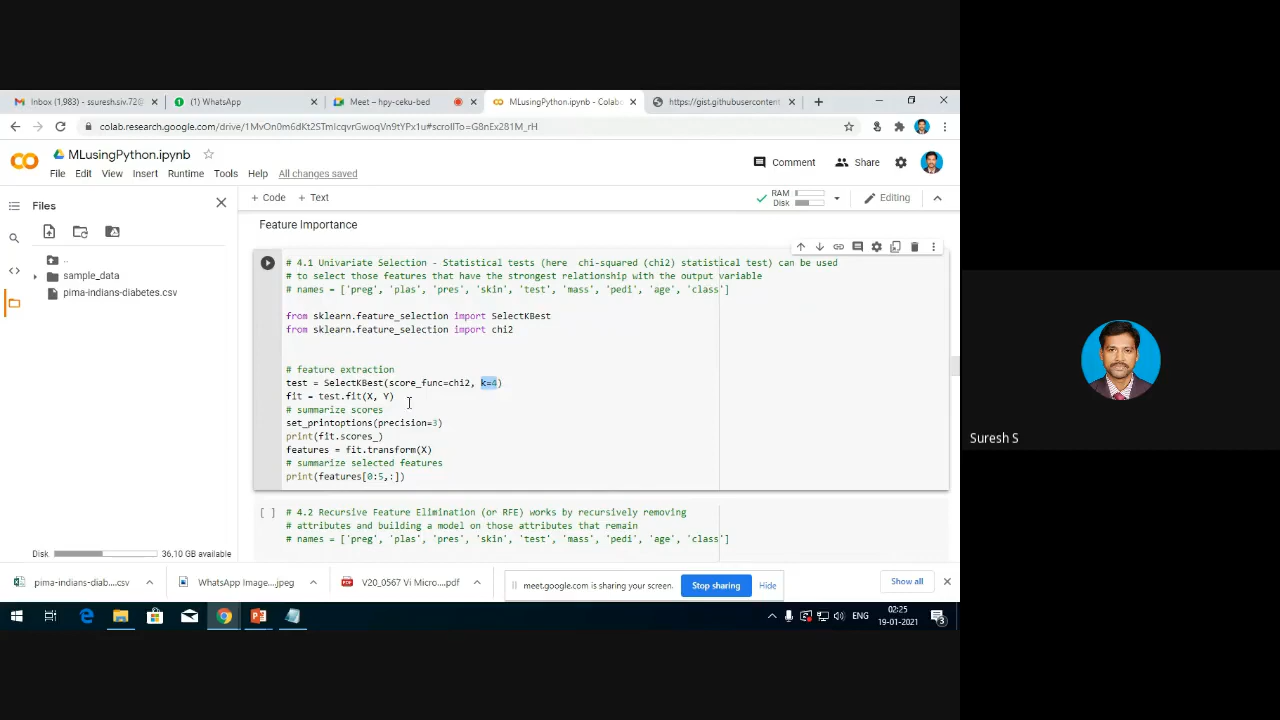 Inbox (1,983) - ssuresh.siv.72@
(1) WhatsApp
Meet – hpy-ceku-bed
MLusingPython.ipynb - Colab
https://gist.githubusercontent
colab.research.google.com/drive/1MvOn0m6dKt2STmIcqvrGwoqVn9tYPx1u#scrollTo=G8nEx281M_rH
MLusingPython.ipynb
Comment
Share
File Edit View Insert Runtime Tools Help All changes saved
Files
+ Code + Text
RAM
Disk
Editing
Feature Importance
..
sample_data
pima-indians-diabetes.csv
# 4.1 Univariate Selection - Statistical tests (here chi-squared (chi2) statistical test) can be used
# to select those features that have the strongest relationship with the output variable
# names = ['preg', 'plas', 'pres', 'skin', 'test', 'mass', 'pedi', 'age', 'class']
from sklearn.feature_selection import SelectKBest
from sklearn.feature_selection import chi2
# feature extraction
test = SelectKBest(score_func=chi2, k=4)
fit = test.fit(X, Y)
# summarize scores
set_printoptions(precision=3)
print(fit.scores_)
features = fit.transform(X)
# summarize selected features
print(features[0:5,:])
[ ] # 4.2 Recursive Feature Elimination (or RFE) works by recursively removing
# attributes and building a model on those attributes that remain
# names = ['preg', 'plas', 'pres', 'skin', 'test', 'mass', 'pedi', 'age', 'class']
Disk 36.10 GB available
pima-indians-diab....csv
WhatsApp Image....jpeg
V20_0567 Vi Micro....pdf
meet.google.com is sharing your screen.
Stop sharing
Hide
Show all
ENG
02:25
19-01-2021
3
Suresh S